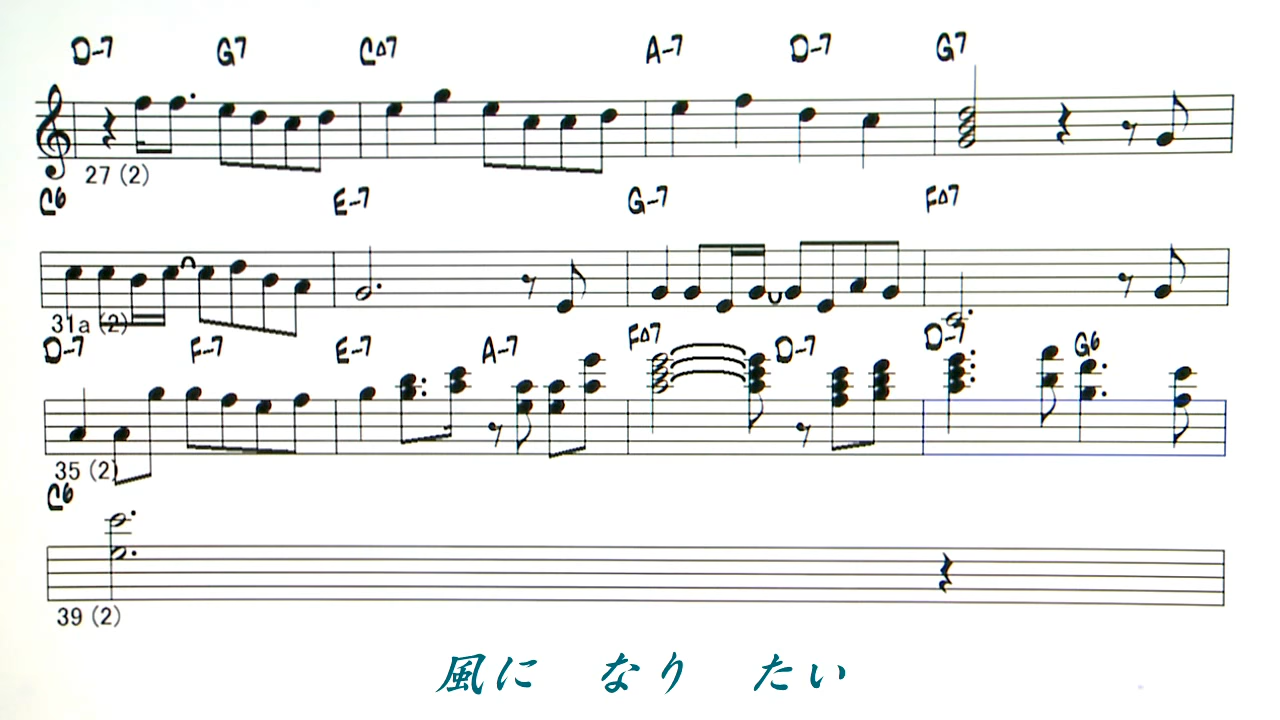 D-7 G7 C△7 A-7 D-7 G7
27 (2)
C6 E-7 G-7 F△7
31a (2)
D-7 F-7 E-7 A-7 F△7 D-7 D-7 G6
35 (2)
C6
39 (2)
風に なり たい